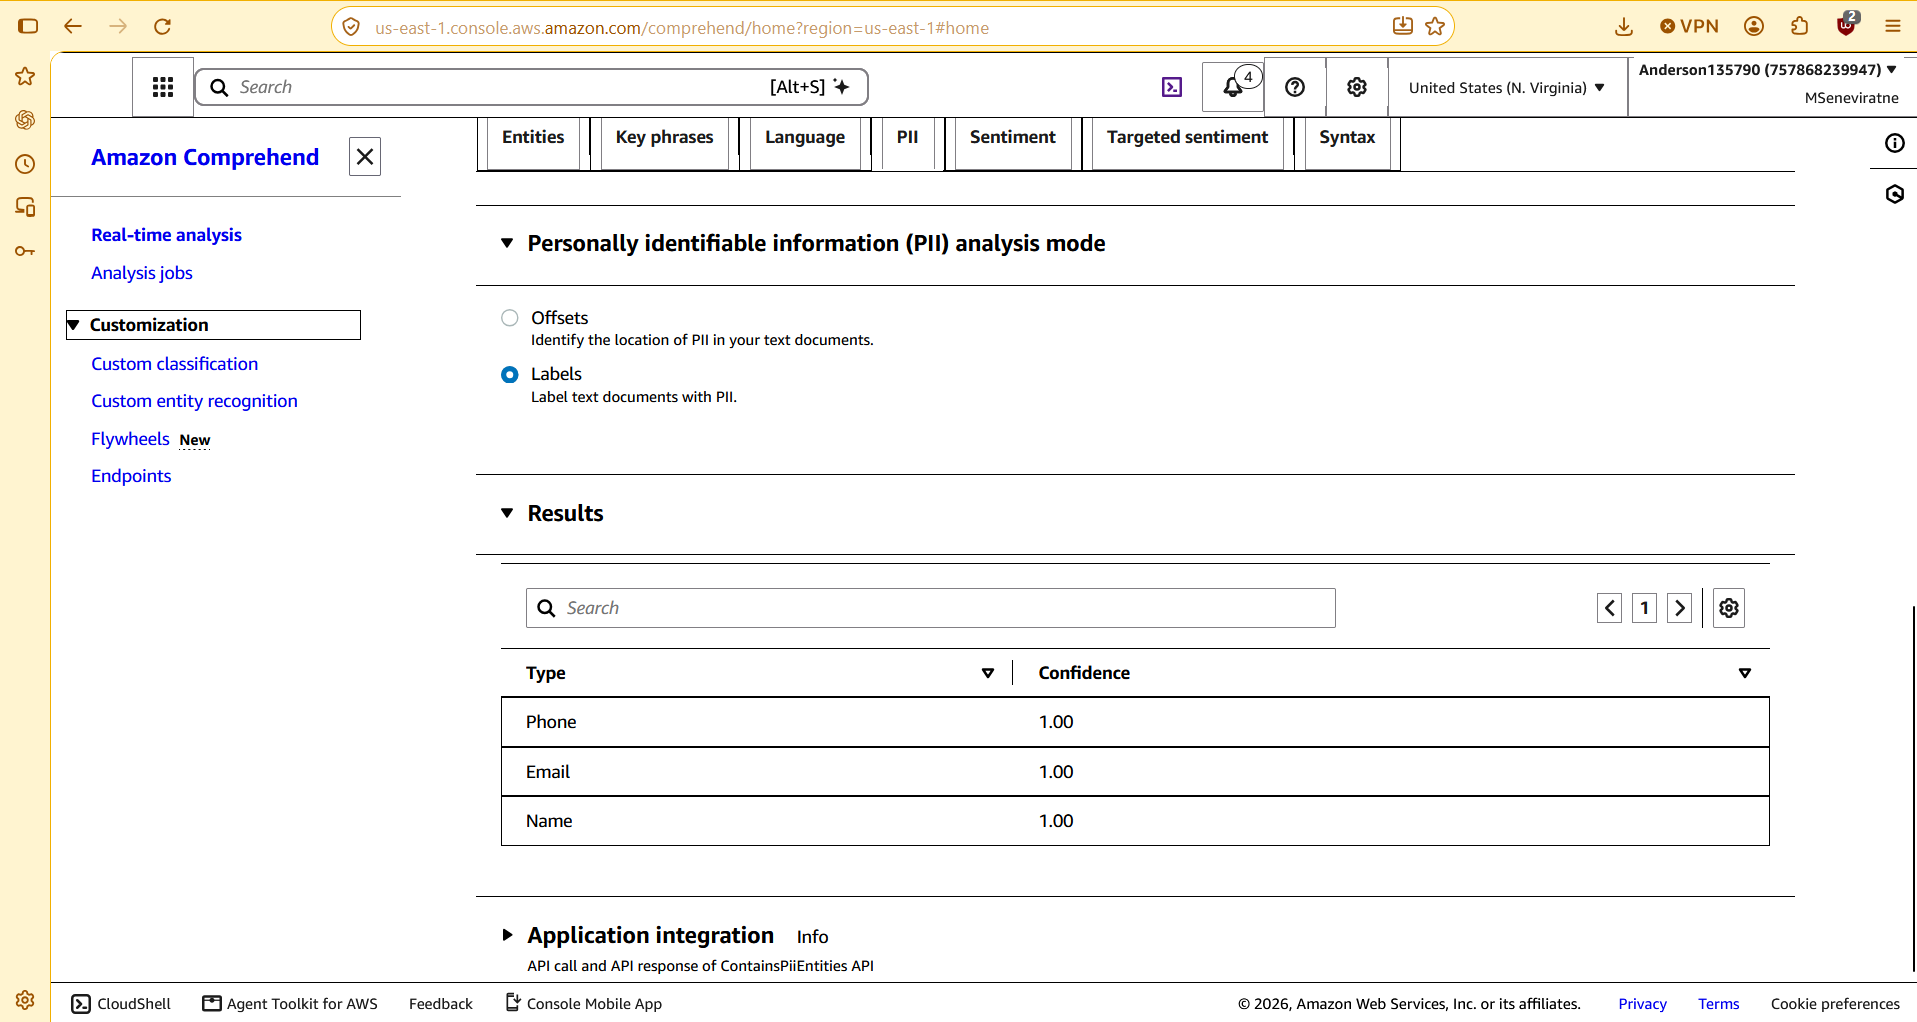 us-east-1.console.aws.amazon.com/comprehend/home?region=us-east-1#home
VPN
2
Search
[Alt+S]
4
United States (N. Virginia)
Anderson135790 (757868239947)
MSeneviratne
Amazon Comprehend
Real-time analysis
Analysis jobs
Customization
Custom classification
Custom entity recognition
Flywheels New
Endpoints
Entities
Key phrases
Language
PII
Sentiment
Targeted sentiment
Syntax
Personally identifiable information (PII) analysis mode
Offsets
Identify the location of PII in your text documents.
Labels
Label text documents with PII.
Results
Search
1
Type
Confidence
Phone 1.00
Email 1.00
Name 1.00
Application integration Info
API call and API response of ContainsPiiEntities API
CloudShell
Agent Toolkit for AWS
Feedback
Console Mobile App
© 2026, Amazon Web Services, Inc. or its affiliates.
Privacy
Terms
Cookie preferences